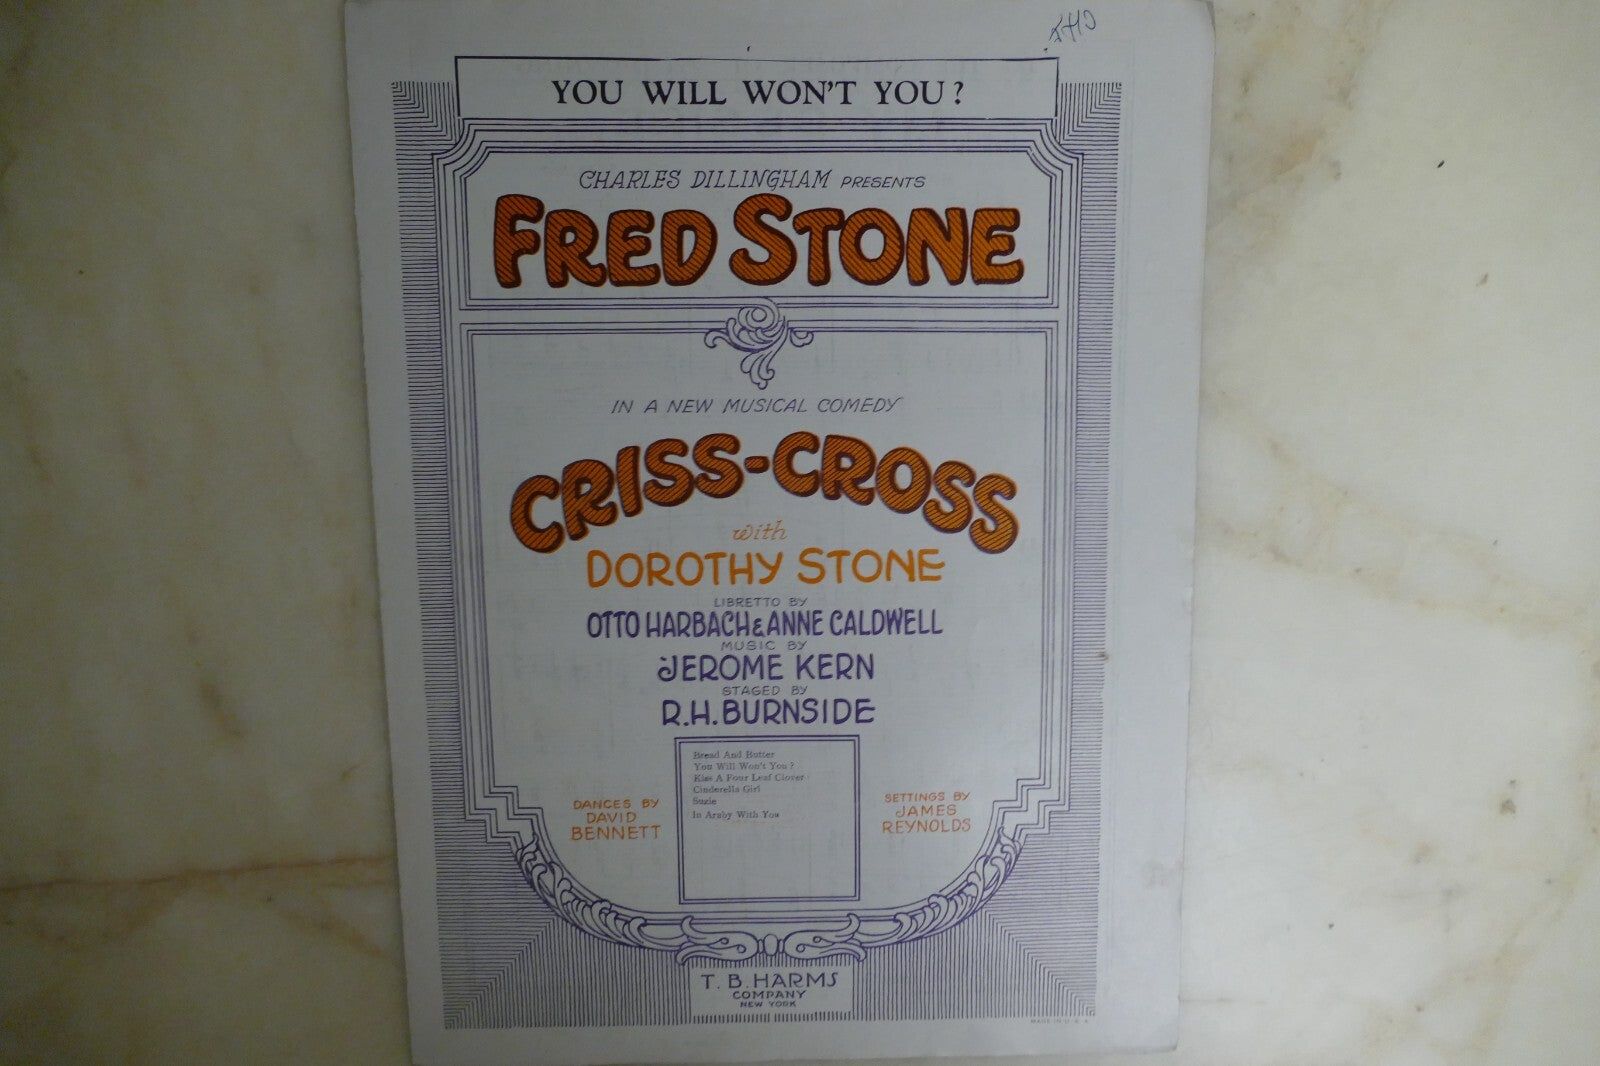 YOU WILL WON'T YOU?
CHARLES DILLINGHAM PRESENTS
FRED STONE
IN A NEW MUSICAL COMEDY
CRISS-CROSS
with
DOROTHY STONE
LIBRETTO BY
OTTO HARBACH & ANNE CALDWELL
MUSIC BY
JEROME KERN
STAGED BY
R.H. BURNSIDE
Bread And Butter
You Will Won't You?
Kiss A Four Leaf Clover
Cinderella Girl
Suzie
In Araby With You
DANCES BY
DAVID
BENNETT
SETTINGS BY
JAMES
REYNOLDS
T. B. HARMS
COMPANY
NEW YORK
MADE IN U. S. A.